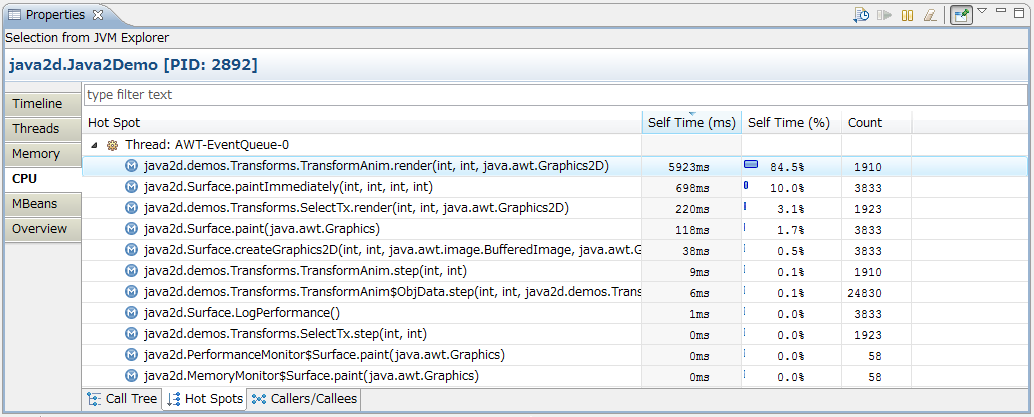 Properties
Selection from JVM Explorer
java2d.Java2Demo [PID: 2892]
Timeline
Threads
Memory
CPU
MBeans
Overview
type filter text
Hot Spot Self Time (ms) Self Time (%) Count
Thread: AWT-EventQueue-0
java2d.demos.Transforms.TransformAnim.render(int, int, java.awt.Graphics2D) 5923ms 84.5% 1910
java2d.Surface.paintImmediately(int, int, int, int) 698ms 10.0% 3833
java2d.demos.Transforms.SelectTx.render(int, int, java.awt.Graphics2D) 220ms 3.1% 1923
java2d.Surface.paint(java.awt.Graphics) 118ms 1.7% 3833
java2d.Surface.createGraphics2D(int, int, java.awt.image.BufferedImage, java.awt.G 38ms 0.5% 3833
java2d.demos.Transforms.TransformAnim.step(int, int) 9ms 0.1% 1910
java2d.demos.Transforms.TransformAnim$ObjData.step(int, int, java2d.demos.Trans 6ms 0.1% 24830
java2d.Surface.LogPerformance() 1ms 0.0% 3833
java2d.demos.Transforms.SelectTx.step(int, int) 0ms 0.0% 1923
java2d.PerformanceMonitor$Surface.paint(java.awt.Graphics) 0ms 0.0% 58
java2d.MemoryMonitor$Surface.paint(java.awt.Graphics) 0ms 0.0% 58
Call Tree Hot Spots Callers/Callees